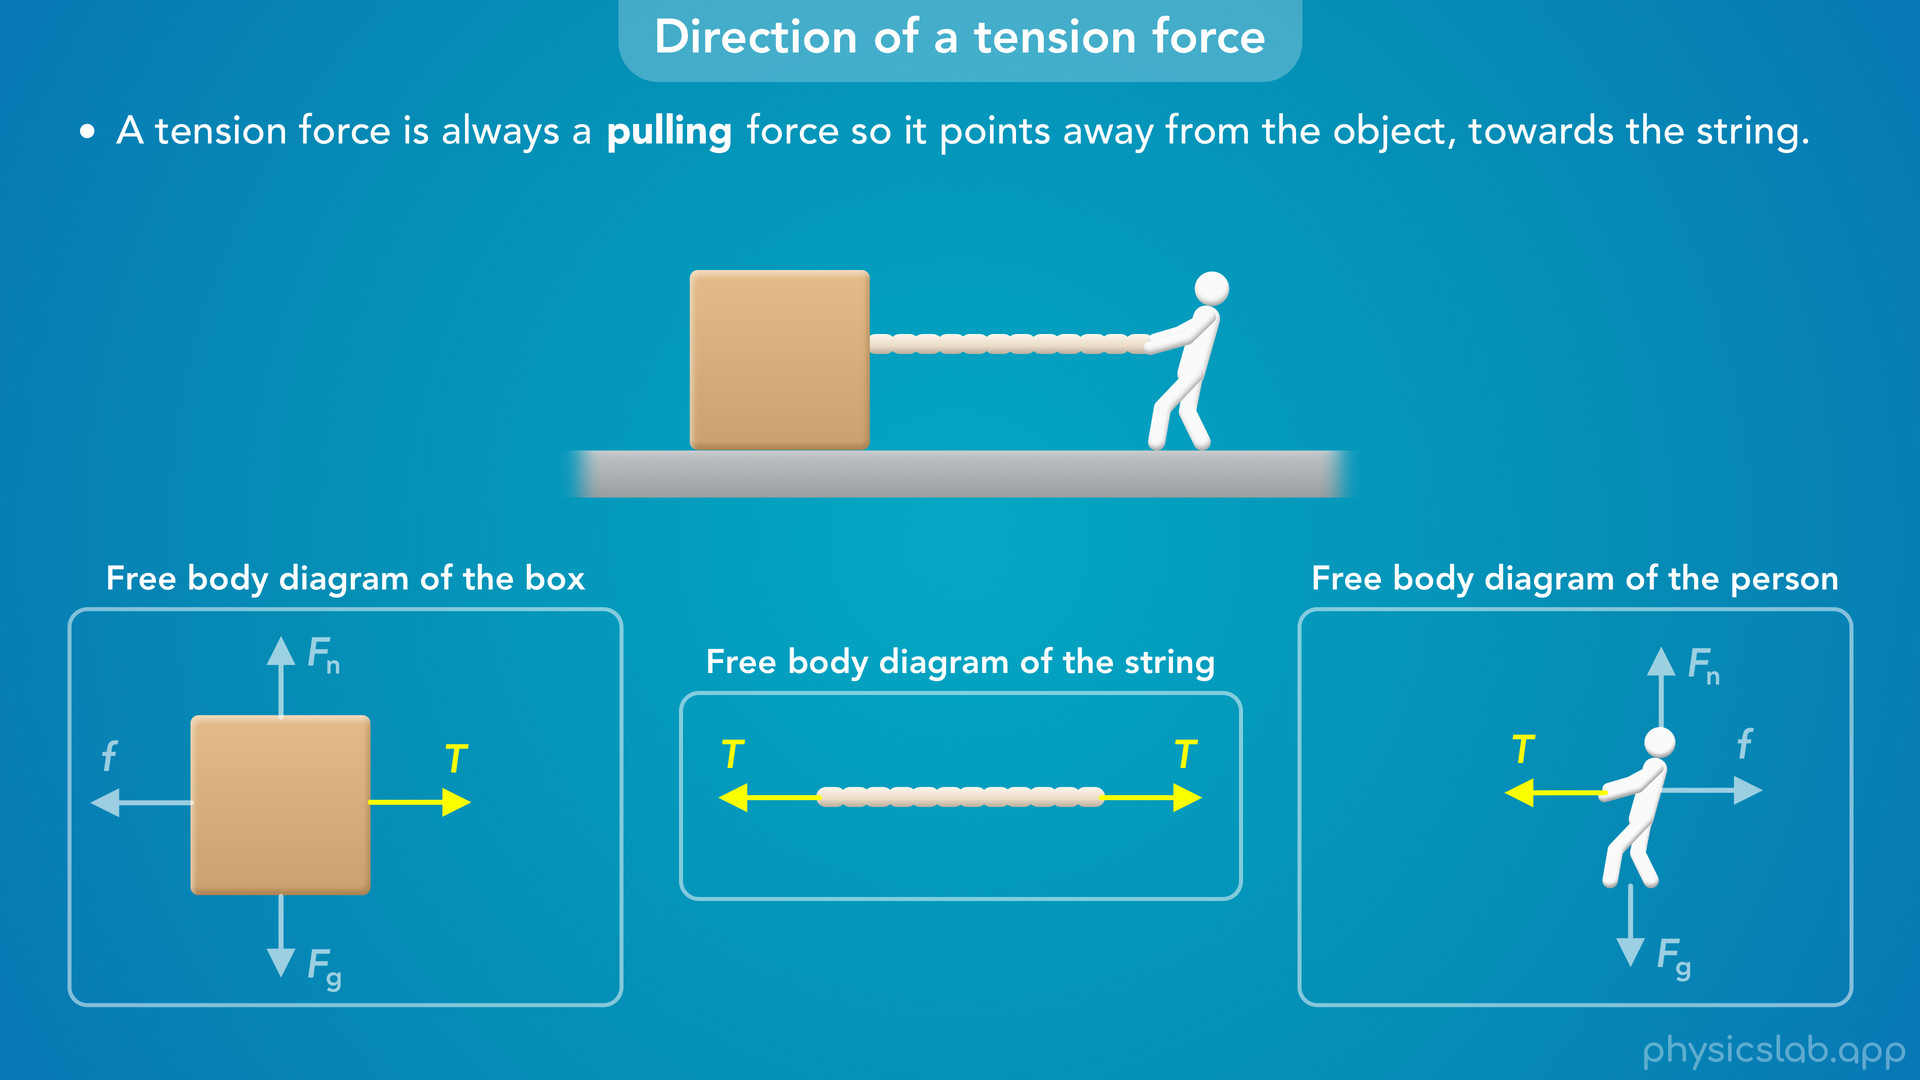 Direction of a tension force
• A tension force is always a pulling force so it points away from the object, towards the string.
Free body diagram of the box
Fn
f
T
Fg
Free body diagram of the string
T
T
Free body diagram of the person
Fn
T
f
Fg
physicslab.app